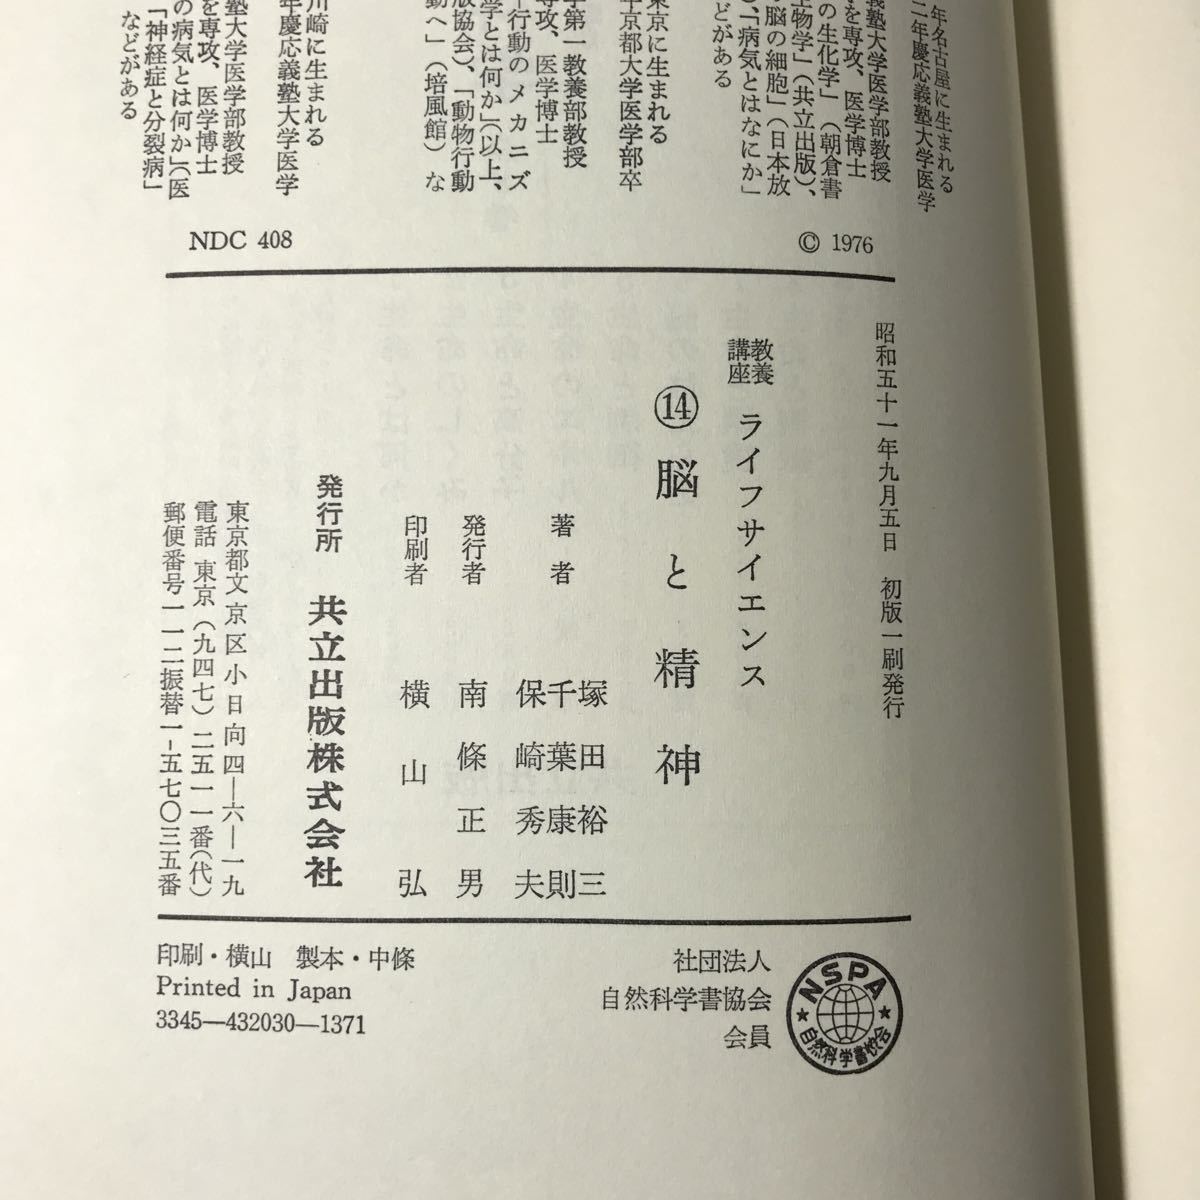 年名古屋に生まれる
二年慶応義塾大学医学
義塾大学医学部教授
を専攻、医学博士
の生化学」(朝倉書
生物学」(共立出版)、
脳の細胞」(日本放
、「病気とはなにか」
どがある
東京に生まれる
年京都大学医学部卒
学第一教養部教授
専攻、医学博士
―行動のメカニズ
学とは何か」(以上、
版協会)、「動物行動
動へ」(培風館)な
川崎に生まれる
年慶応義塾大学医学
塾大学医学部教授
専攻、医学博士
の病気とは何か」(医
「神経症と分裂病」
などがある
NDC 408
© 1976
昭和五十一年九月五日 初版一刷発行
教養講座 ライフサイエンス
⑭ 脳と精神
著者 塚田裕三
千葉康則
保崎秀夫
発行者 南條正男
印刷者 横山弘
発行所 共立出版株式会社
東京都文京区小日向四―六―一九
電話 東京(九四七)二五一一番(代)
郵便番号一一二振替一―五七〇三五番
印刷・横山 製本・中條
Printed in Japan
3345—432030—1371
社団法人
自然科学書協会
会員
NSPA
自然科学書協会